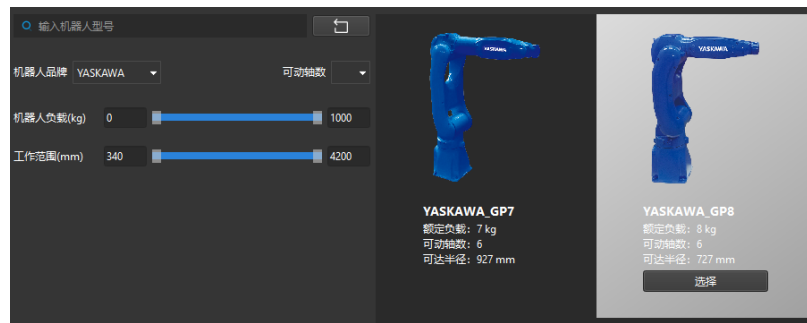 输入机器人型号
机器人品牌 YASKAWA 可动轴数
机器人负载(kg) 0 1000
工作范围(mm) 340 4200
YASKAWA
YASKAWA_GP7
额定负载：7 kg
可动轴数：6
可达半径：927 mm
YASKAWA
YASKAWA_GP8
额定负载：8 kg
可动轴数：6
可达半径：727 mm
选择